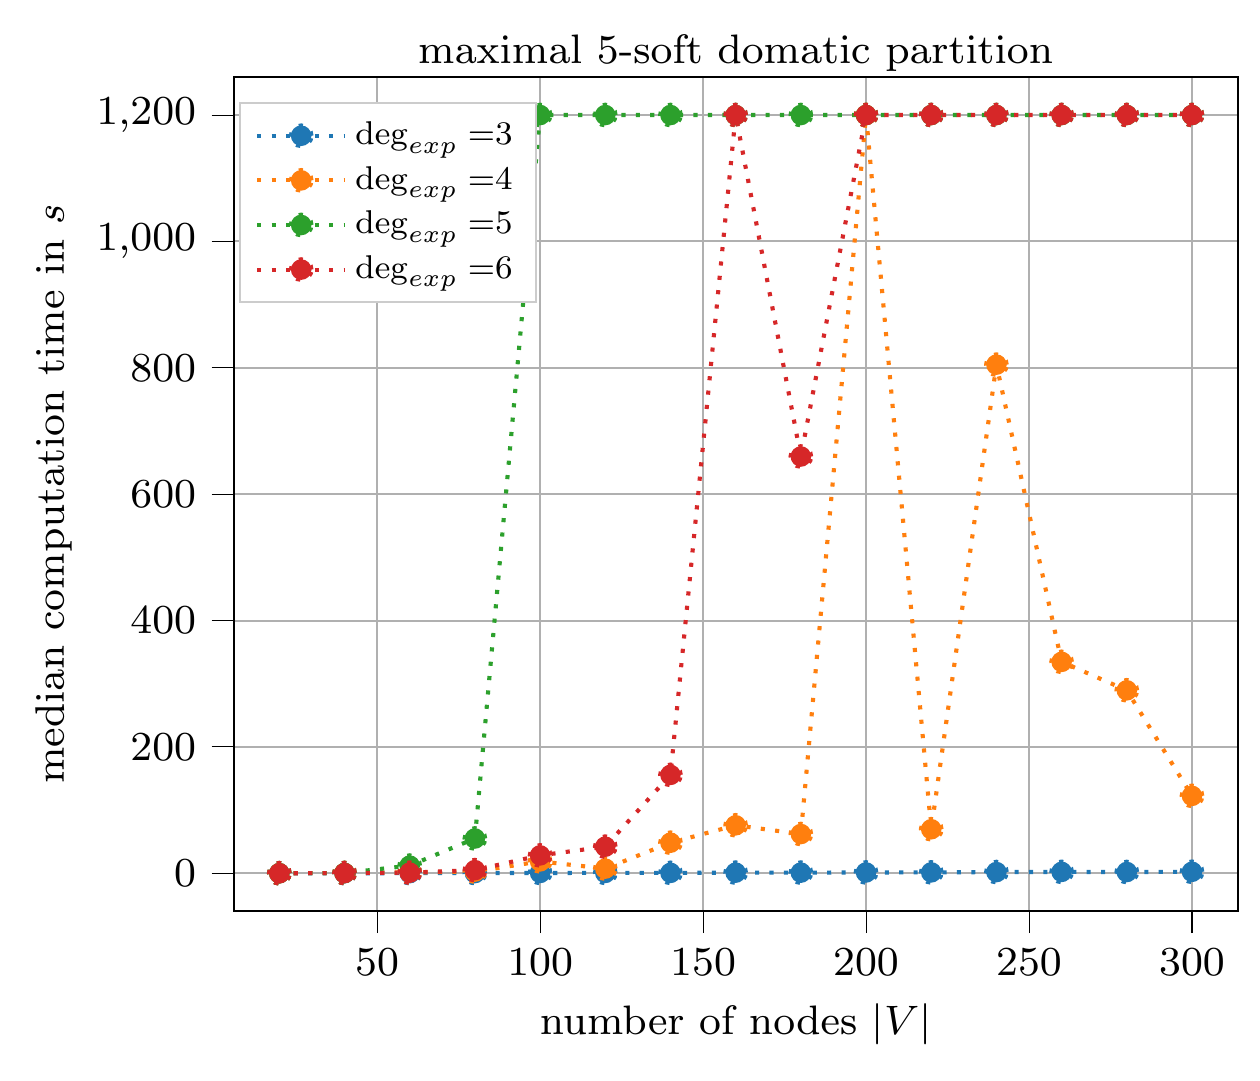 maximal 5-soft domatic partition
1,200
1,000
800
600
400
200
0
median computation time in s
deg_exp =3
deg_exp =4
deg_exp =5
deg_exp =6
50 100 150 200 250 300
number of nodes |V|